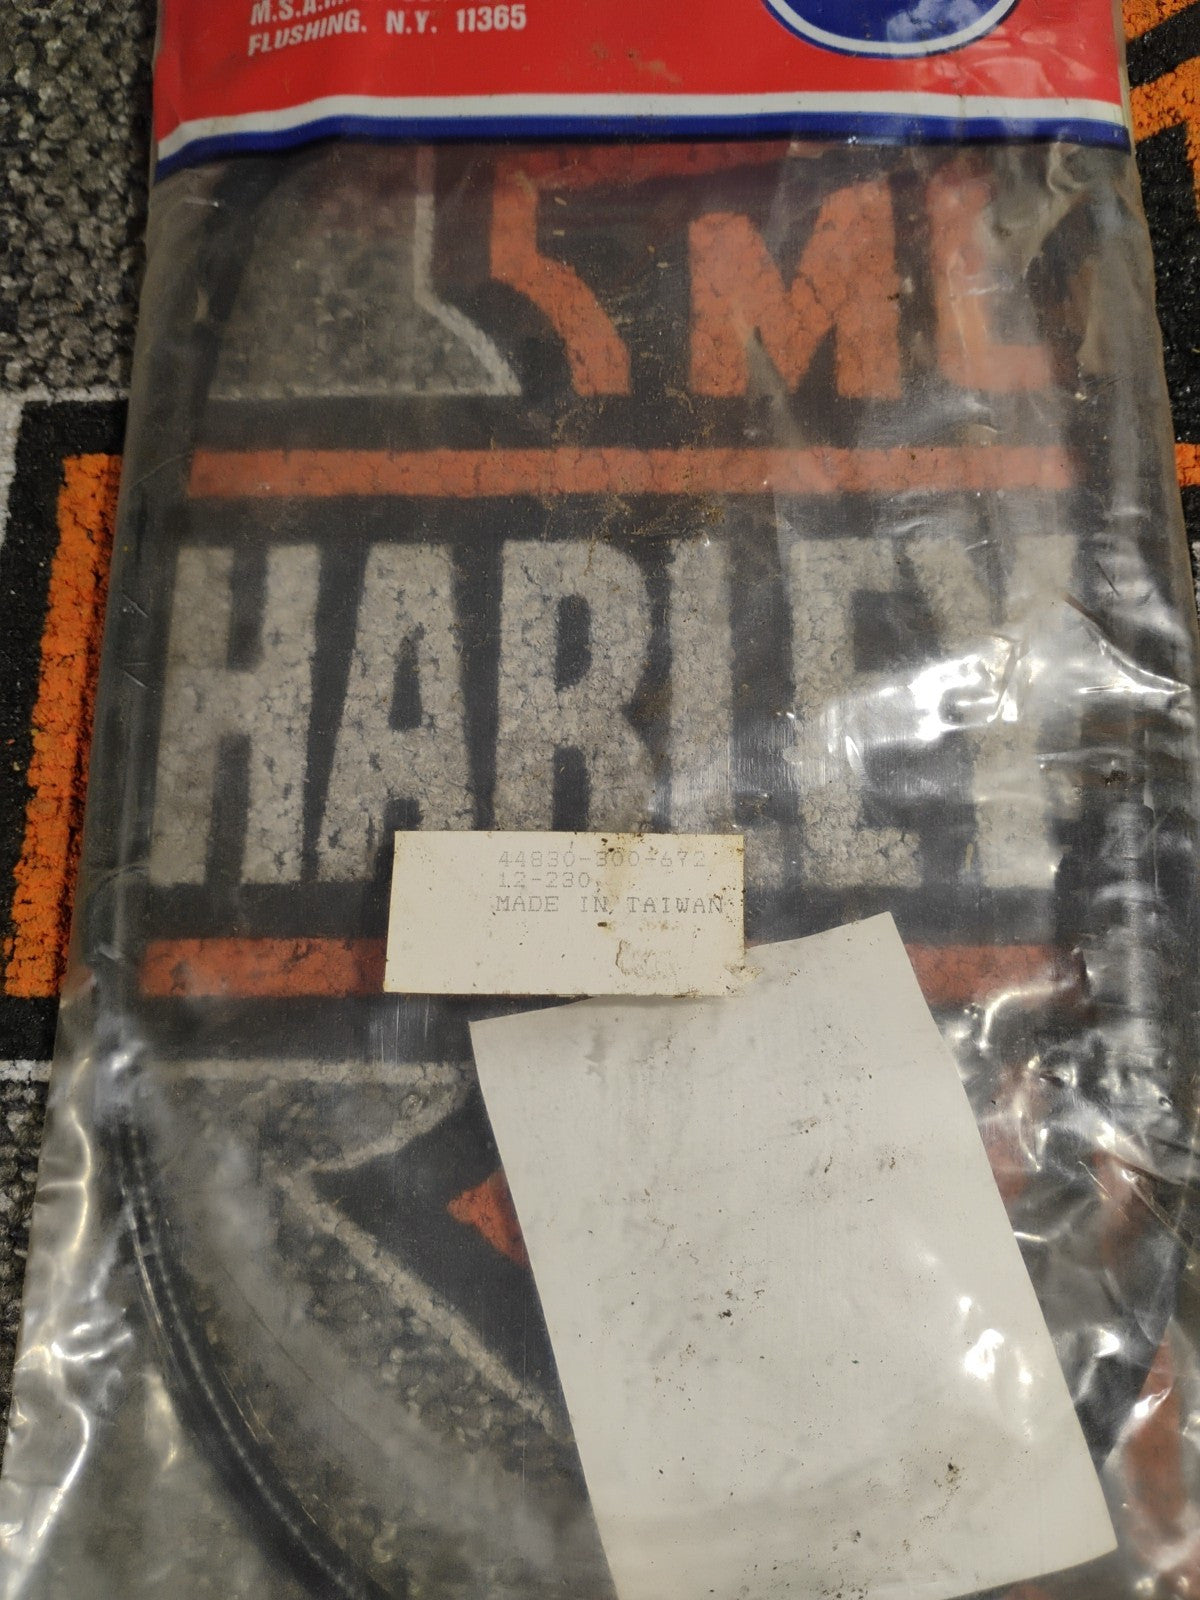 M.S.A.
FLUSHING, N.Y. 11365
HARLEY
44830-300-672
12-230
MADE IN TAIWAN